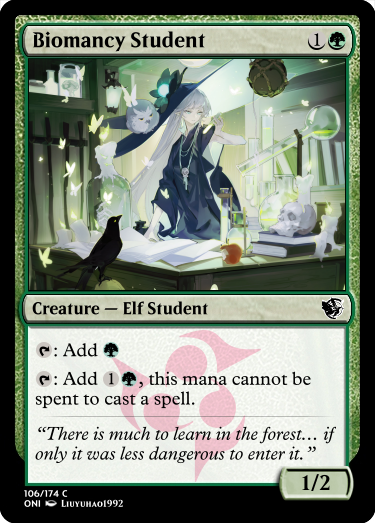 Biomancy Student 1
Creature — Elf Student
: Add
: Add 1 , this mana cannot be
spent to cast a spell.
“There is much to learn in the forest… if
only it was less dangerous to enter it.”
1/2
106/174 C
ONI Liuyuhao1992